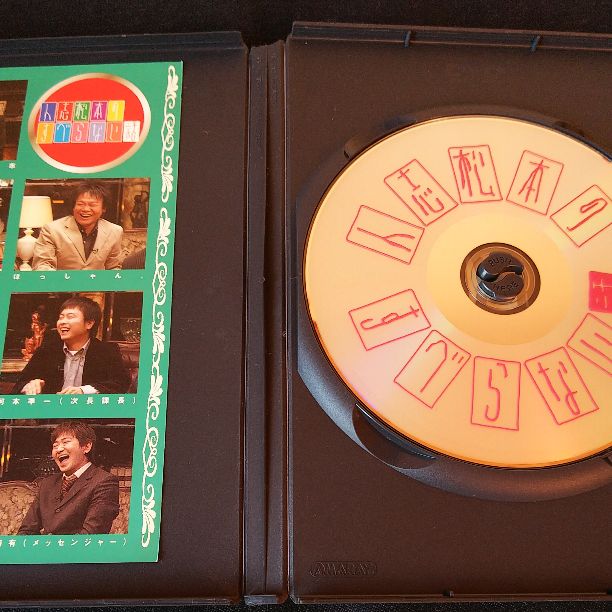 人志松本の
すべらない話
ほっしゃん。
河本準一(次長課長)
有(メッセンジャー)
人志松本の
すべらない話
PUSH
AMARAY